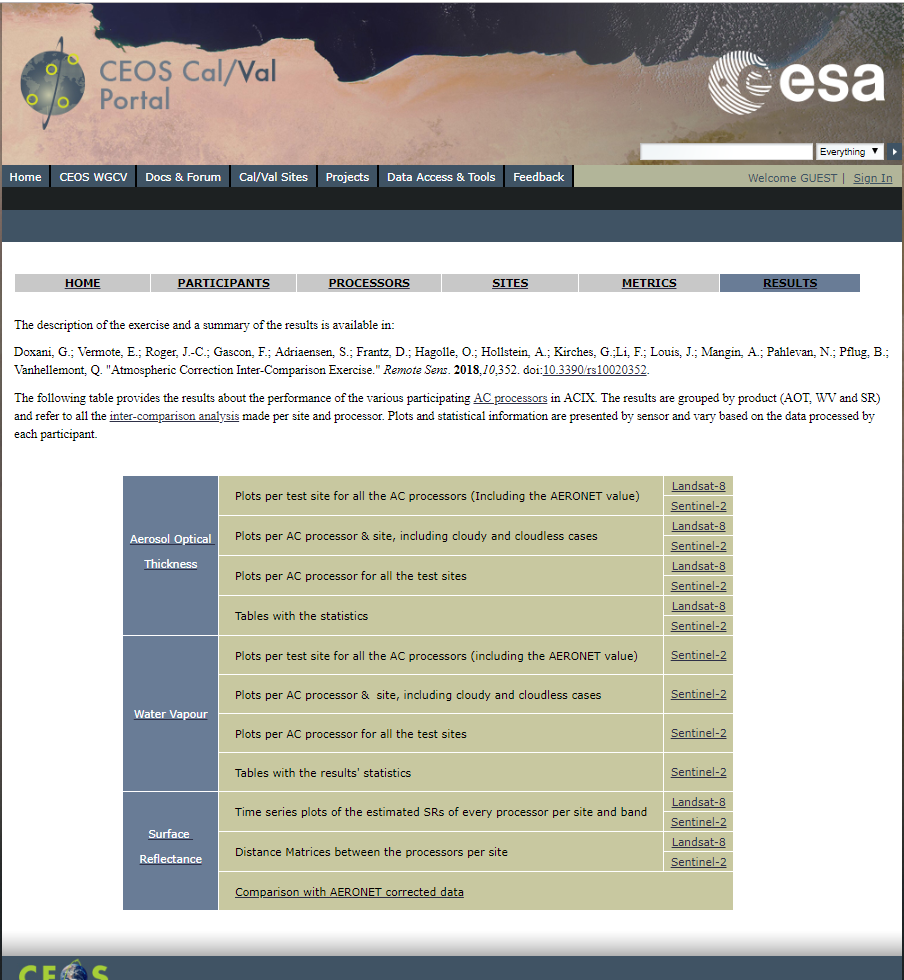 CEOS Cal/Val
Portal
esa
Everything
Home CEOS WGCV Docs & Forum Cal/Val Sites Projects Data Access & Tools Feedback Welcome GUEST | Sign In
HOME PARTICIPANTS PROCESSORS SITES METRICS RESULTS
The description of the exercise and a summary of the results is available in:
Doxani, G.; Vermote, E.; Roger, J.-C.; Gascon, F.; Adriaensen, S.; Frantz, D.; Hagolle, O.; Hollstein, A.; Kirches, G.;Li, F.; Louis, J.; Mangin, A.; Pahlevan, N.; Pflug, B.;
Vanhellemont, Q. "Atmospheric Correction Inter-Comparison Exercise." Remote Sens. 2018,10,352. doi:10.3390/rs10020352.
The following table provides the results about the performance of the various participating AC processors in ACIX. The results are grouped by product (AOT, WV and SR)
and refer to all the inter-comparison analysis made per site and processor. Plots and statistical information are presented by sensor and vary based on the data processed by
each participant.
Aerosol Optical
Thickness
Plots per test site for all the AC processors (Including the AERONET value)
Landsat-8
Sentinel-2
Plots per AC processor & site, including cloudy and cloudless cases
Landsat-8
Sentinel-2
Plots per AC processor for all the test sites
Landsat-8
Sentinel-2
Tables with the statistics
Landsat-8
Sentinel-2
Water Vapour
Plots per test site for all the AC processors (including the AERONET value)
Sentinel-2
Plots per AC processor & site, including cloudy and cloudless cases
Sentinel-2
Plots per AC processor for all the test sites
Sentinel-2
Tables with the results' statistics
Sentinel-2
Surface
Reflectance
Time series plots of the estimated SRs of every processor per site and band
Landsat-8
Sentinel-2
Distance Matrices between the processors per site
Landsat-8
Sentinel-2
Comparison with AERONET corrected data
CEOS